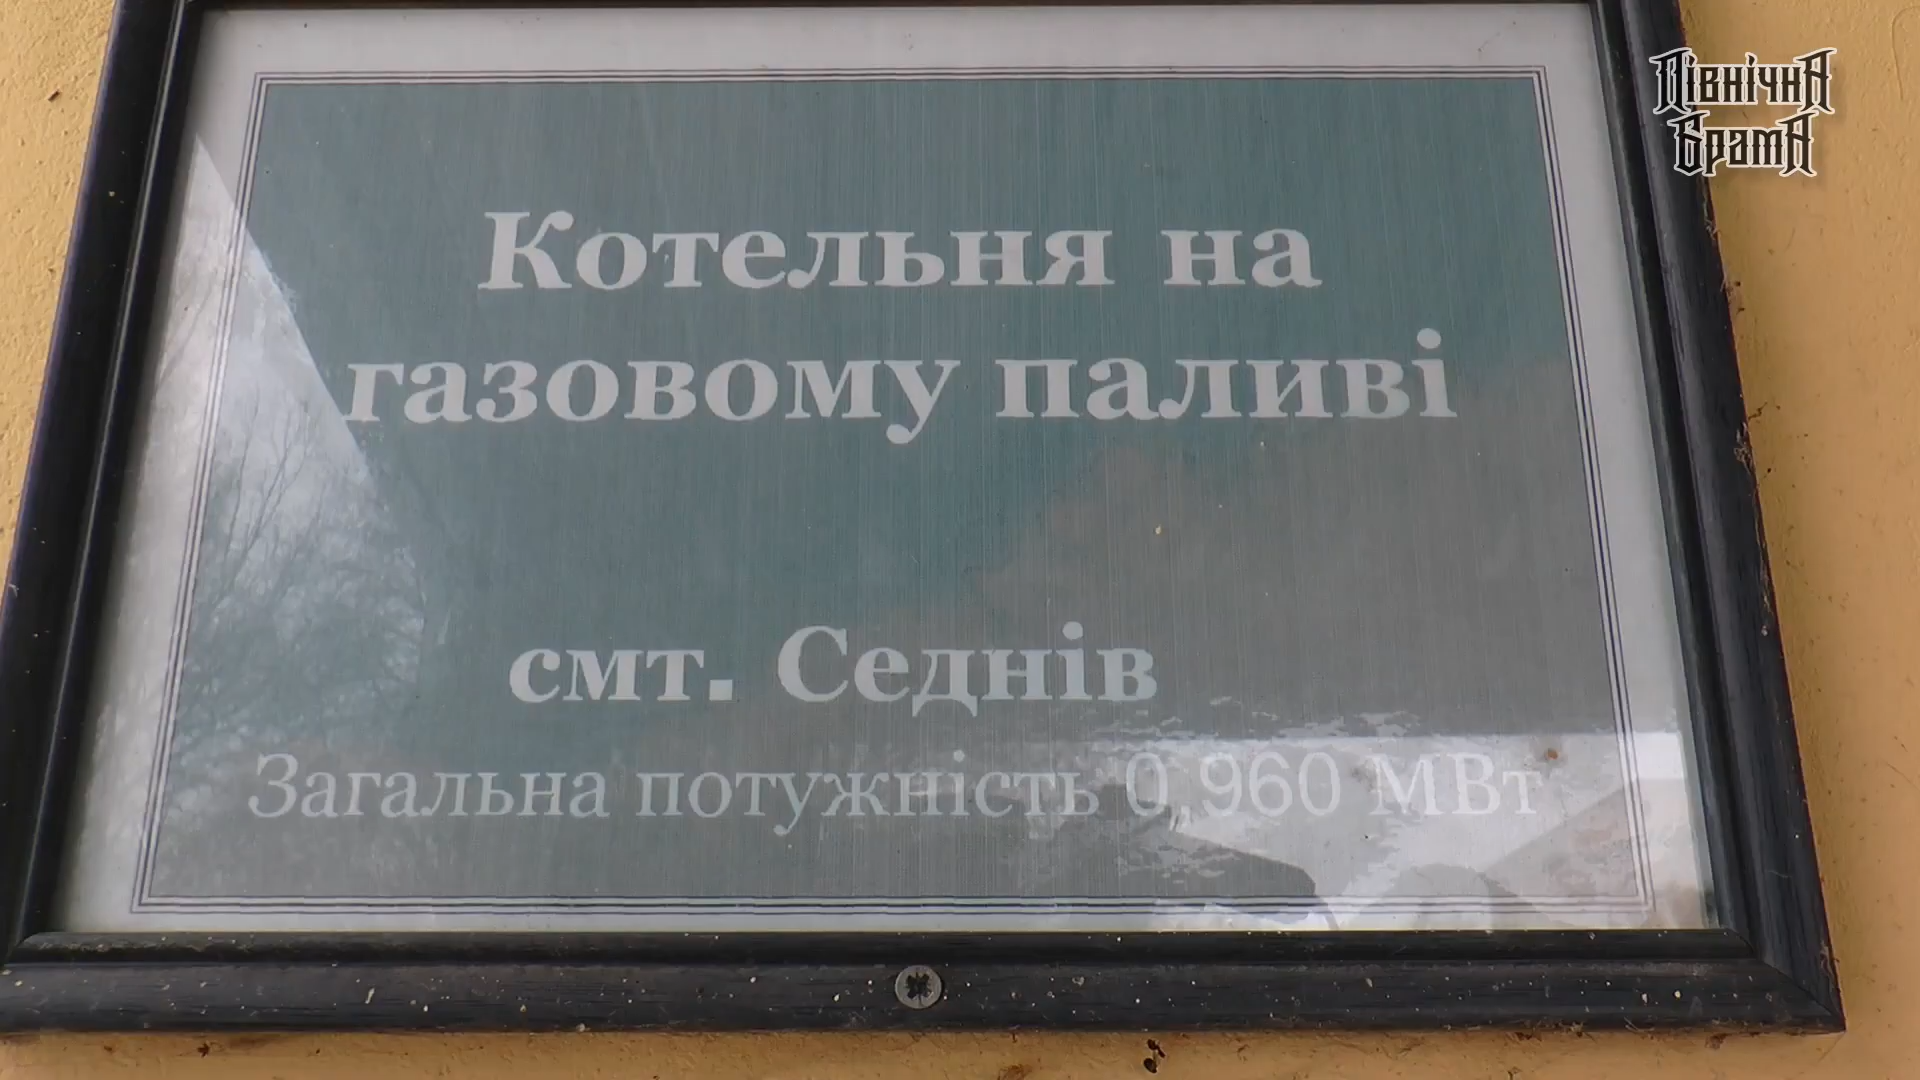 Північна
Брама
Котельня на
газовому паливі
смт. Седнів
Загальна потужність 0,960 МВт